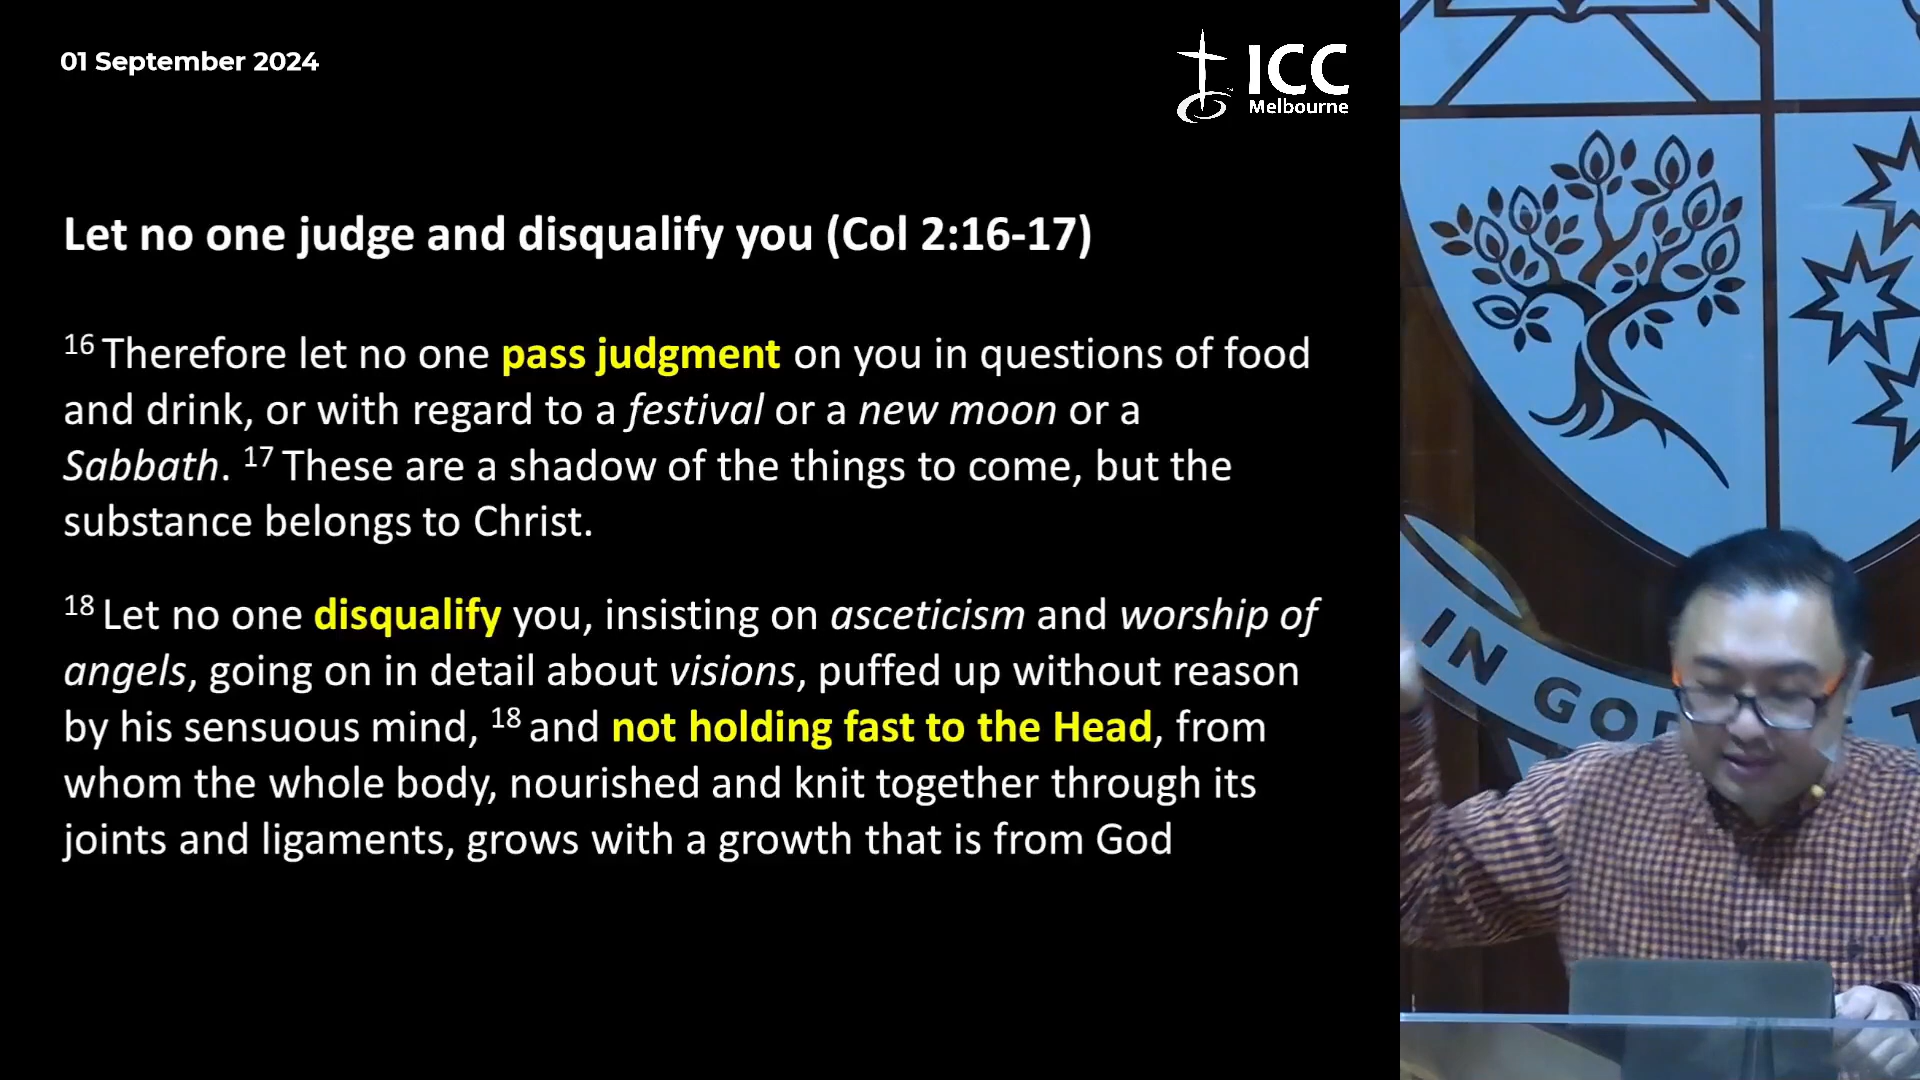 01 September 2024
ICC
Melbourne
Let no one judge and disqualify you (Col 2:16-17)
16 Therefore let no one pass judgment on you in questions of food
and drink, or with regard to a festival or a new moon or a
Sabbath. 17 These are a shadow of the things to come, but the
substance belongs to Christ.
18 Let no one disqualify you, insisting on asceticism and worship of
angels, going on in detail about visions, puffed up without reason
by his sensuous mind, 18 and not holding fast to the Head, from
whom the whole body, nourished and knit together through its
joints and ligaments, grows with a growth that is from God
IN GOD